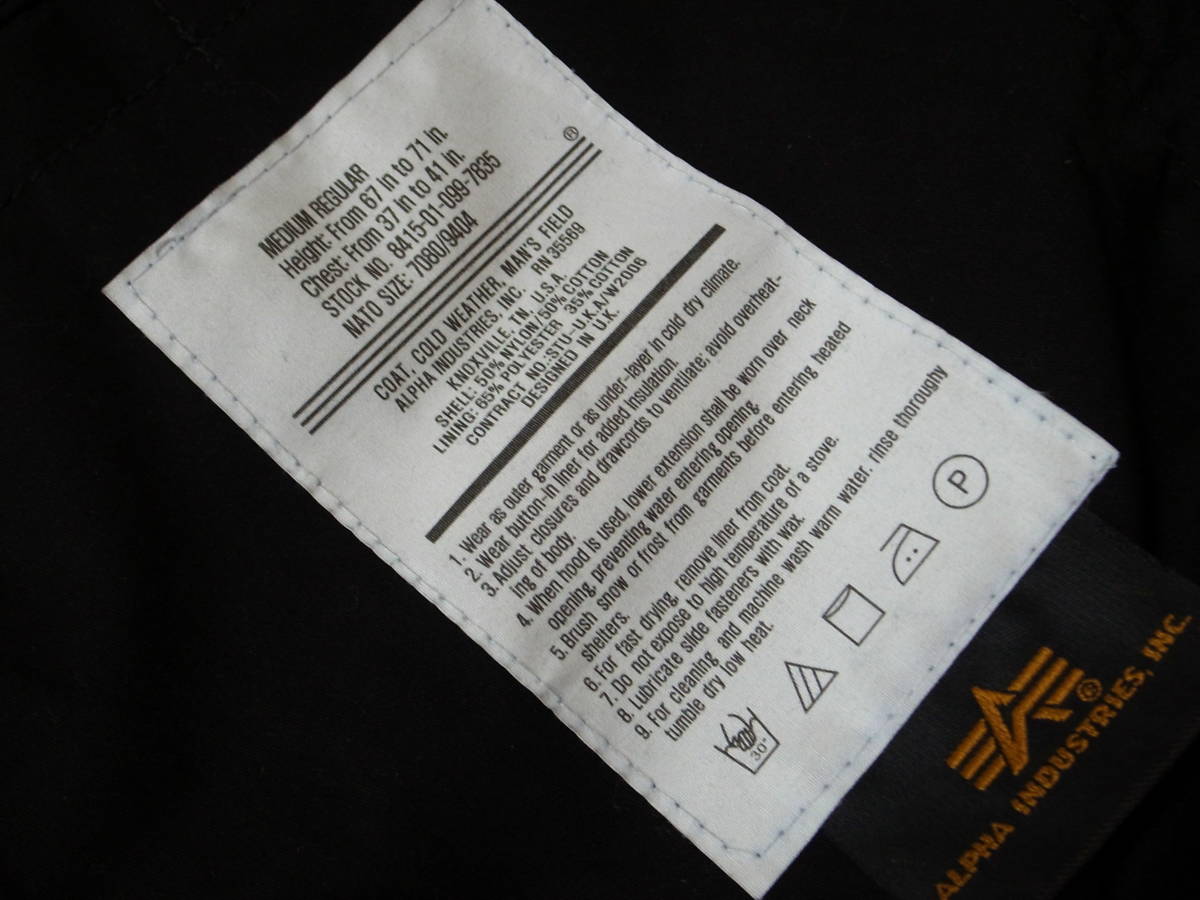 MEDIUM REGULAR
Height: From 67 in to 71 in.
Chest: From 37 in to 41 in.
STOCK NO. 8415-01-099-7835
NATO SIZE: 7080/9404
®
COAT, COLD WEATHER, MAN'S FIELD
ALPHA INDUSTRIES, INC. RN 35569
KNOXVILLE, IN, U.S.A.
SHELL: 50% NYLON/50% COTTON
LINING: 65% POLYESTER 35% COTTON
CONTRACT NO.:STU-U.K.A/W2006
DESIGNED IN UK.
1. Wear as outer garment or as under-layer in cold dry climate.
2. Wear button-in liner for added insulation.
3. Adjust closures and drawcords to ventilate; avoid overheat-
ing of body.
4. When hood is used, lower extension shall be worn over neck
opening, preventing water entering opening.
5. Brush snow or frost from garments before entering heated
shelters.
6. For fast drying, remove liner from coat.
7. Do not expose to high temperature of a stove.
8. Lubricate slide fasteners with wax.
9. For cleaning, and machine wash warm water. rinse thoroughy
tumble dry low heat.
30°
P
®
ALPHA INDUSTRIES, INC.